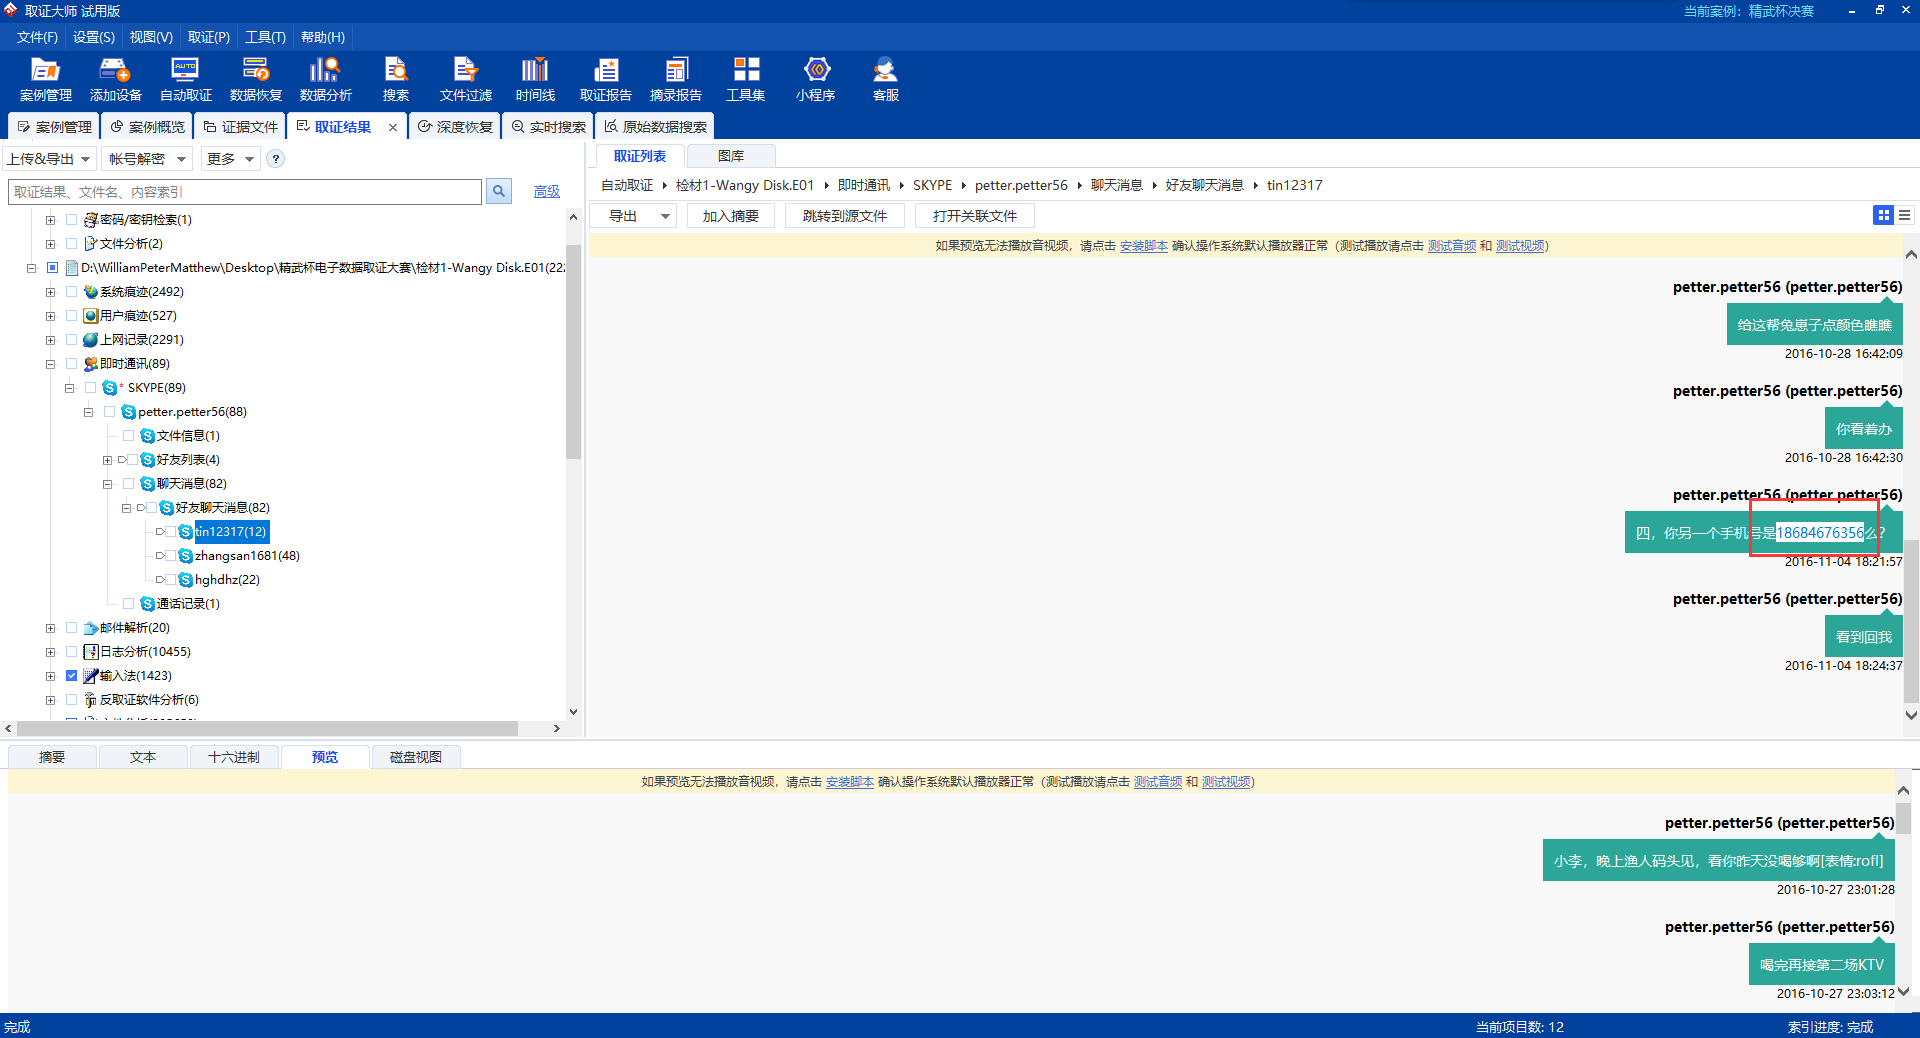 取证大师 试用版
当前案例：精武杯决赛
文件(F) 设置(S) 视图(V) 取证(P) 工具(T) 帮助(H)
案例管理 添加设备 自动取证 数据恢复 数据分析 搜索 文件过滤 时间线 取证报告 摘录报告 工具集 小程序 客服
案例管理 案例概览 证据文件 取证结果 深度恢复 实时搜索 原始数据搜索
上传&导出 帐号解密 更多 ?
取证结果、文件名、内容索引
高级
密码/密钥检索(1)
文件分析(2)
D:\WilliamPeterMatthew\Desktop\精武杯电子数据取证大赛\检材1-Wangy Disk.E01(22
系统痕迹(2492)
用户痕迹(527)
上网记录(2291)
即时通讯(89)
* SKYPE(89)
petter.petter56(88)
文件信息(1)
好友列表(4)
聊天消息(82)
好友聊天消息(82)
tin12317(12)
zhangsan1681(48)
hghdhz(22)
通话记录(1)
邮件解析(20)
日志分析(10455)
输入法(1423)
反取证软件分析(6)
取证列表 图库
自动取证 检材1-Wangy Disk.E01 即时通讯 SKYPE petter.petter56 聊天消息 好友聊天消息 tin12317
导出 加入摘要 跳转到源文件 打开关联文件
如果预览无法播放音视频，请点击 安装脚本 确认操作系统默认播放器正常（测试播放请点击 测试音频 和 测试视频）
petter.petter56 (petter.petter56)
给这帮兔崽子点颜色瞧瞧
2016-10-28 16:42:09
petter.petter56 (petter.petter56)
你看着办
2016-10-28 16:42:30
petter.petter56 (petter.petter56)
四，你另一个手机号是18684676356么？
2016-11-04 18:21:57
petter.petter56 (petter.petter56)
看到回我
2016-11-04 18:24:37
摘要 文本 十六进制 预览 磁盘视图
如果预览无法播放音视频，请点击 安装脚本 确认操作系统默认播放器正常（测试播放请点击 测试音频 和 测试视频）
petter.petter56 (petter.petter56)
小李，晚上渔人码头见，看你昨天没喝够啊[表情:rofl]
2016-10-27 23:01:28
petter.petter56 (petter.petter56)
喝完再接第二场KTV
2016-10-27 23:03:12
完成
当前项目数: 12
索引进度: 完成